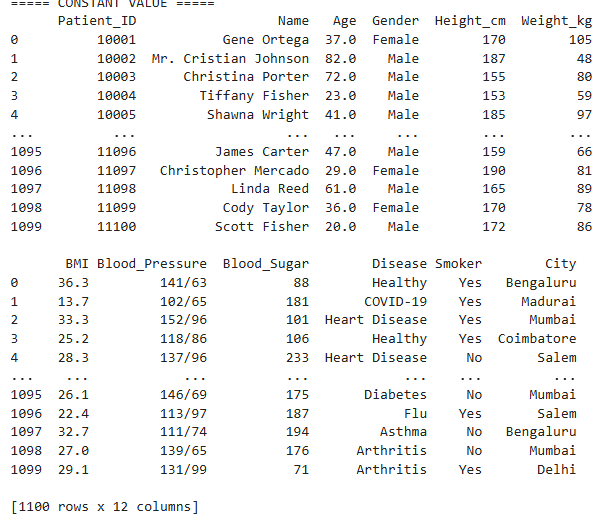 ===== CONSTANT VALUE =====
      Patient_ID                  Name   Age  Gender  Height_cm  Weight_kg
0          10001           Gene Ortega  37.0  Female        170        105
1          10002  Mr. Cristian Johnson  82.0    Male        187         48
2          10003      Christina Porter  72.0    Male        155         80
3          10004        Tiffany Fisher  23.0    Male        153         59
4          10005         Shawna Wright  41.0    Male        185         97
...          ...                   ...   ...     ...        ...        ...
1095       11096          James Carter  47.0    Male        159         66
1096       11097   Christopher Mercado  29.0  Female        190         81
1097       11098            Linda Reed  61.0    Male        165         89
1098       11099           Cody Taylor  36.0  Female        170         78
1099       11100          Scott Fisher  20.0    Male        172         86

       BMI Blood_Pressure  Blood_Sugar        Disease Smoker        City
0     36.3         141/63           88        Healthy    Yes   Bengaluru
1     13.7         102/65          181       COVID-19    Yes     Madurai
2     33.3         152/96          101  Heart Disease    Yes      Mumbai
3     25.2         118/86          106        Healthy    Yes  Coimbatore
4     28.3         137/96          233  Heart Disease     No       Salem
...    ...            ...          ...            ...    ...         ...
1095  26.1         146/69          175       Diabetes     No      Mumbai
1096  22.4         113/97          187            Flu    Yes       Salem
1097  32.7         111/74          194         Asthma     No   Bengaluru
1098  27.0         139/65          176      Arthritis     No      Mumbai
1099  29.1         131/99           71      Arthritis    Yes       Delhi

[1100 rows x 12 columns]